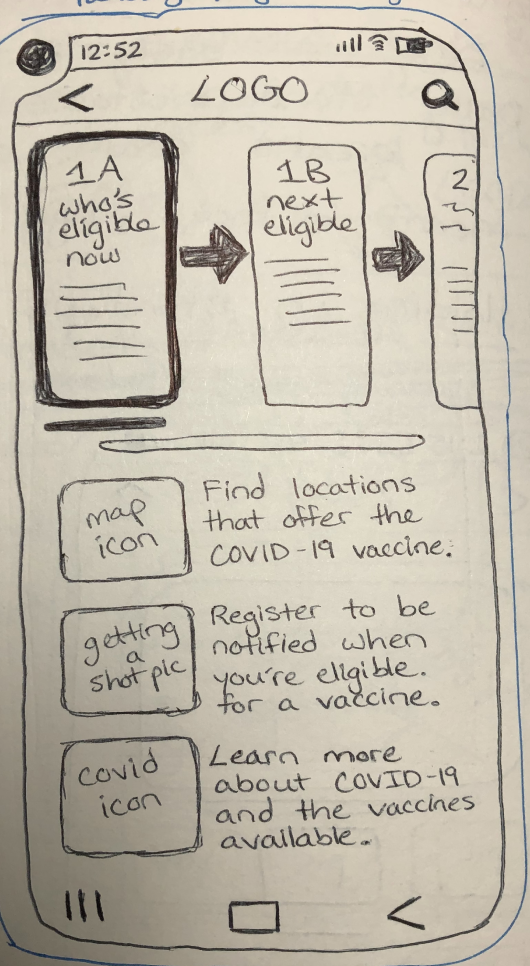 12:52
LOGO
1A
who's
eligible
now
1B
next
eligible
2
map
icon
Find locations
that offer the
COVID-19 vaccine.
getting
a
shot pic
Register to be
notified when
you're eligible.
for a vaccine.
covid
icon
Learn more
about COVID-19
and the vaccines
available.